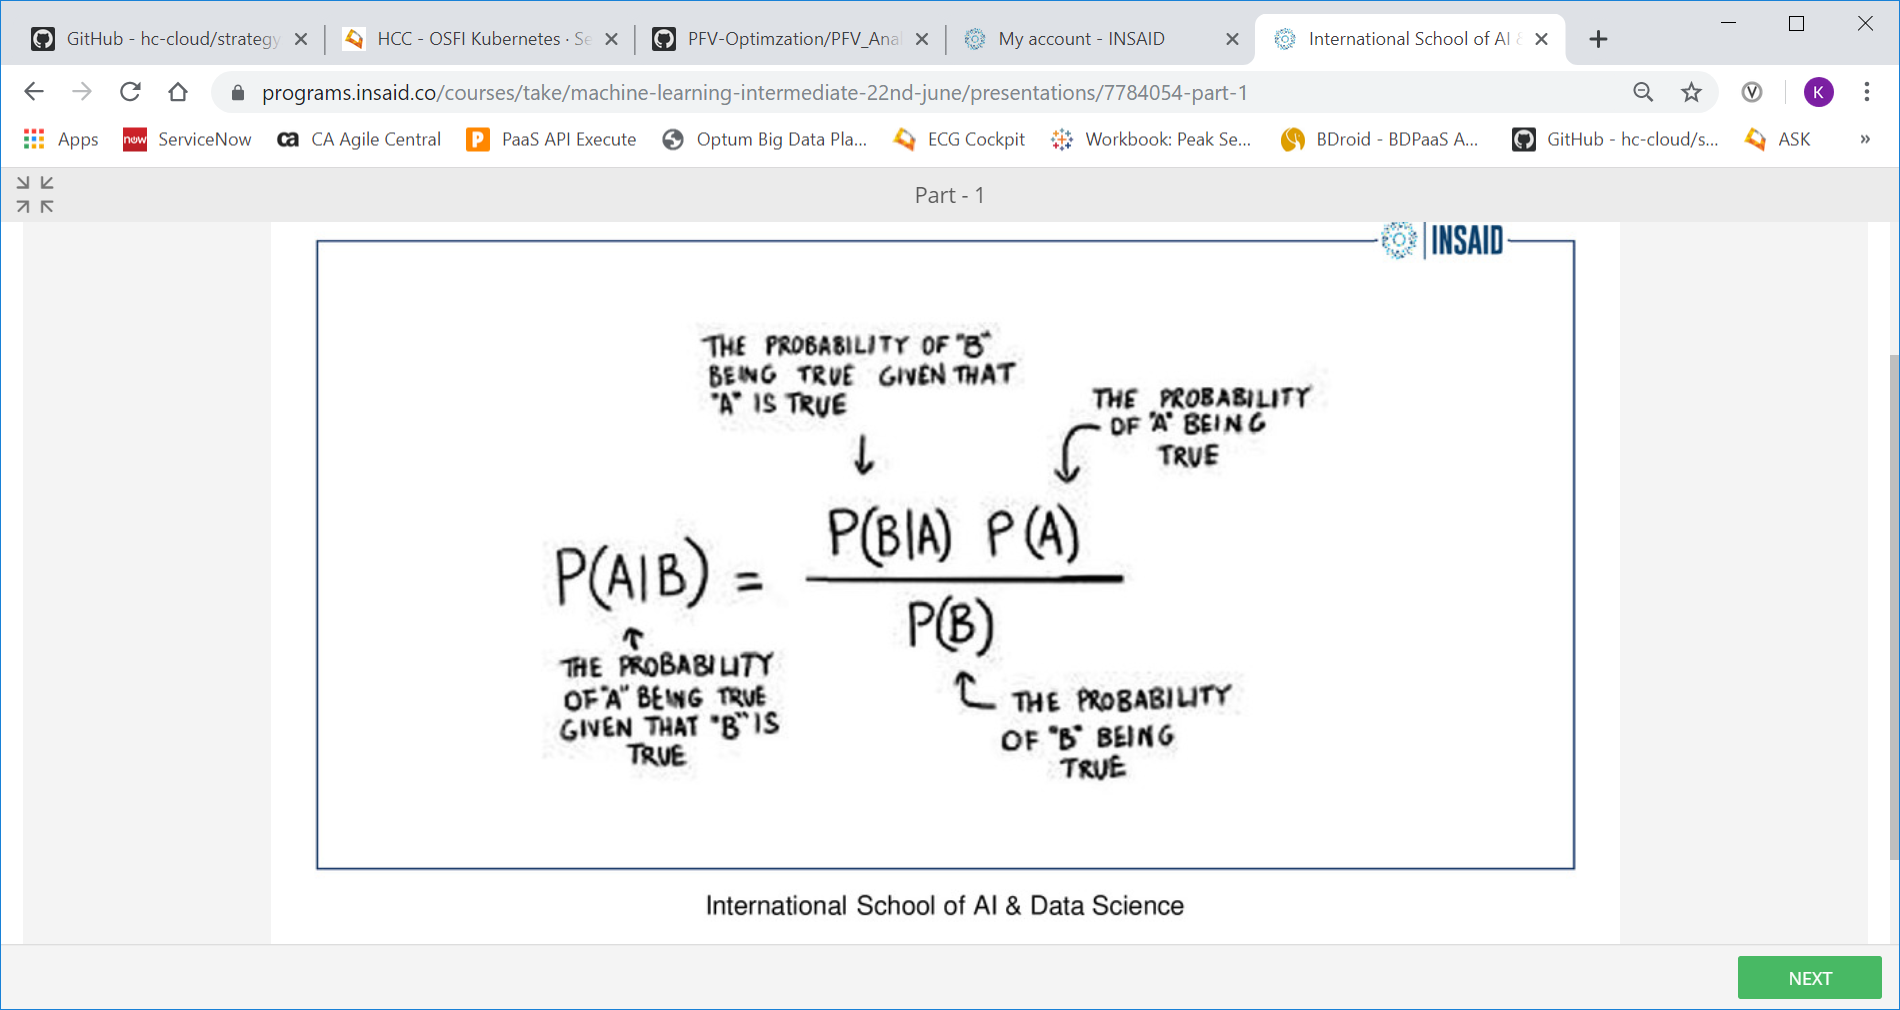 GitHub - hc-cloud/strategy
HCC - OSFI Kubernetes · Se
PFV-Optimzation/PFV_Anal
My account - INSAID
International School of AI &
programs.insaid.co/courses/take/machine-learning-intermediate-22nd-june/presentations/7784054-part-1
K
Apps
now
ServiceNow
ca
CA Agile Central
P
PaaS API Execute
Optum Big Data Pla...
ECG Cockpit
Workbook: Peak Se...
BDroid - BDPaaS A...
GitHub - hc-cloud/s...
ASK
»
Part - 1
INSAID
THE PROBABILITY OF "B"
BEING TRUE GIVEN THAT
"A" IS TRUE
THE PROBABILITY
OF "A" BEING
TRUE
P(A|B) =
P(B|A) P(A)
P(B)
THE PROBABILITY
OF "A" BEING TRUE
GIVEN THAT "B" IS
TRUE
THE PROBABILITY
OF "B" BEING
TRUE
International School of AI & Data Science
NEXT